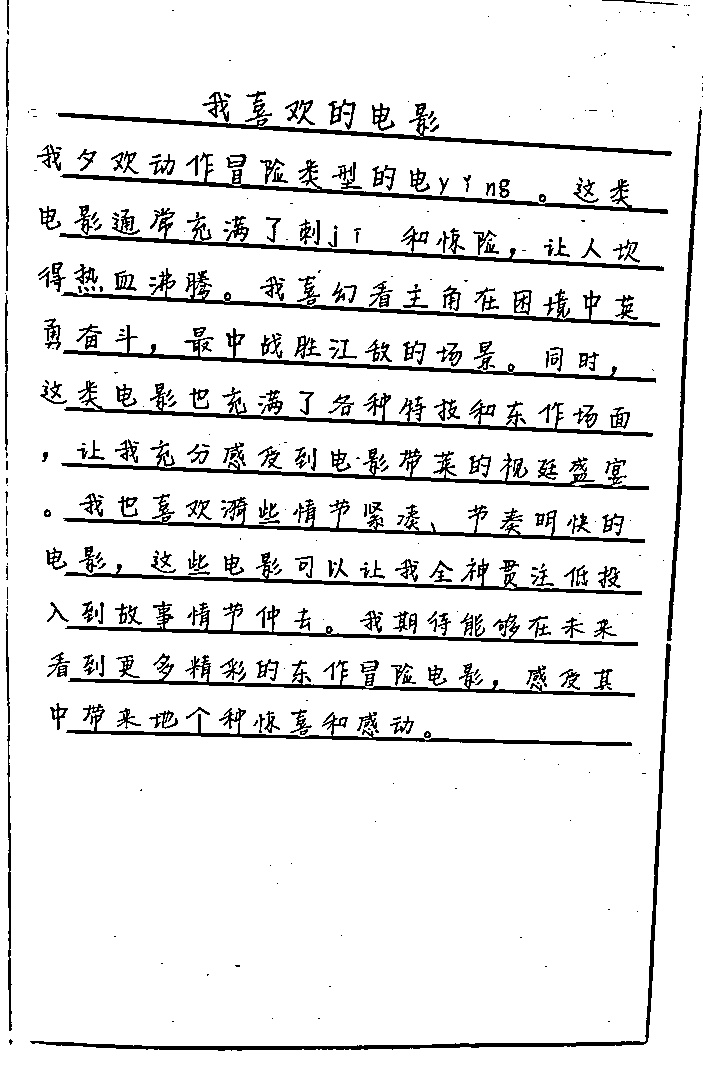 我喜欢的电影
我夕欢动作冒险类型的电yǐng。这类
电影通常充满了刺jī 和惊险，让人坎
得热血沸腾。我喜幻看主角在困境中英
勇奋斗，最中战胜江敌的场景。同时，
这类电影也充满了各种特技和东作场面
，让我充分感及到电影带菜的视廷盛宴
。我也喜欢漪些情节紧凑、节奏明快的
电影，这些电影可以让我全神贯注低投
入到故事情节仲去。我期待能够在未来
看到更多精彩的东作冒险电影，感及其
中带来地个种惊喜和感动。